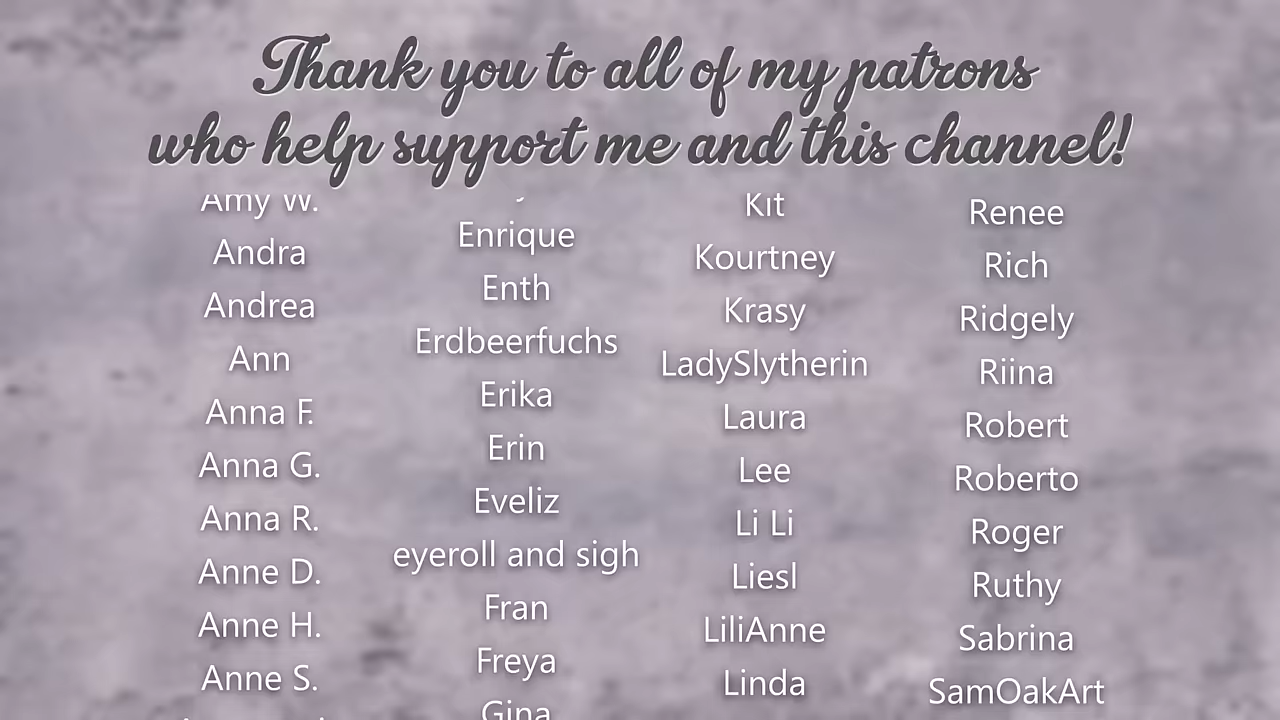 Thank you to all of my patrons
who help support me and this channel!
Amy W.
Andra
Andrea
Ann
Anna F.
Anna G.
Anna R.
Anne D.
Anne H.
Anne S.
Enrique
Enth
Erdbeerfuchs
Erika
Erin
Eveliz
eyeroll and sigh
Fran
Freya
Gina
Kit
Kourtney
Krasy
LadySlytherin
Laura
Lee
Li Li
Liesl
LiliAnne
Linda
Renee
Rich
Ridgely
Riina
Robert
Roberto
Roger
Ruthy
Sabrina
SamOakArt